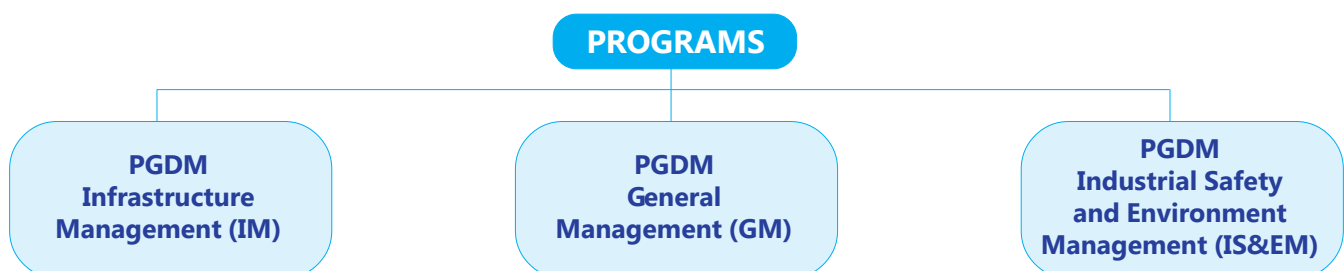 PROGRAMS
PGDM
Infrastructure
Management (IM)
PGDM
General
Management (GM)
PGDM
Industrial Safety
and Environment
Management (IS&EM)